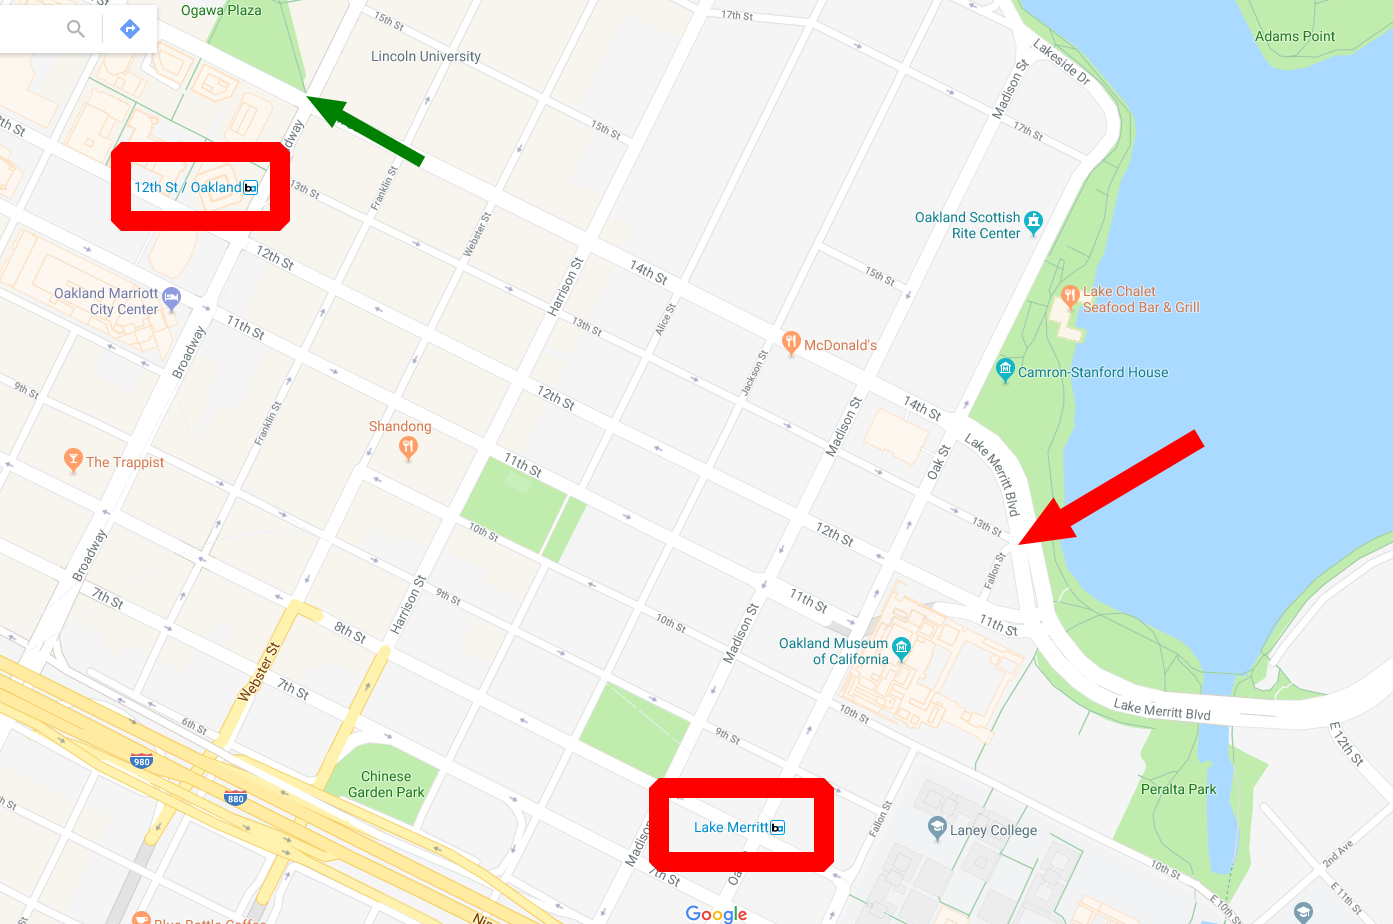 Ogawa Plaza
15th St
17th St
Lincoln University
Lakeside Dr
Adams Point
Madison St
17th St
15th St
12th St / Oakland
13th St
Franklin St
Webster St
Oakland Scottish
Rite Center
12th St
14th St
15th St
Harrison St
Oakland Marriott
City Center
Lake Chalet
Seafood Bar & Grill
11th St
13th St
Alice St
Broadway
McDonald's
Jackson St
Camron-Stanford House
9th St
12th St
14th St
Franklin St
Shandong
Madison St
Lake Merritt Blvd
The Trappist
11th St
Oak St
10th St
12th St
13th St
Broadway
Fallon St
7th St
9th St
Harrison St
11th St
8th St
10th St
11th St
Madison St
Oakland Museum
of California
Webster St
7th St
10th St
Lake Merritt Blvd
6th St
9th St
E 12th St
980
Chinese
Garden Park
880
Peralta Park
Lake Merritt
Fallon St
Laney College
Madison
2nd Ave
7th St
10th St
E 11th St
E 10th St
Blue Bottle Coffee
Google